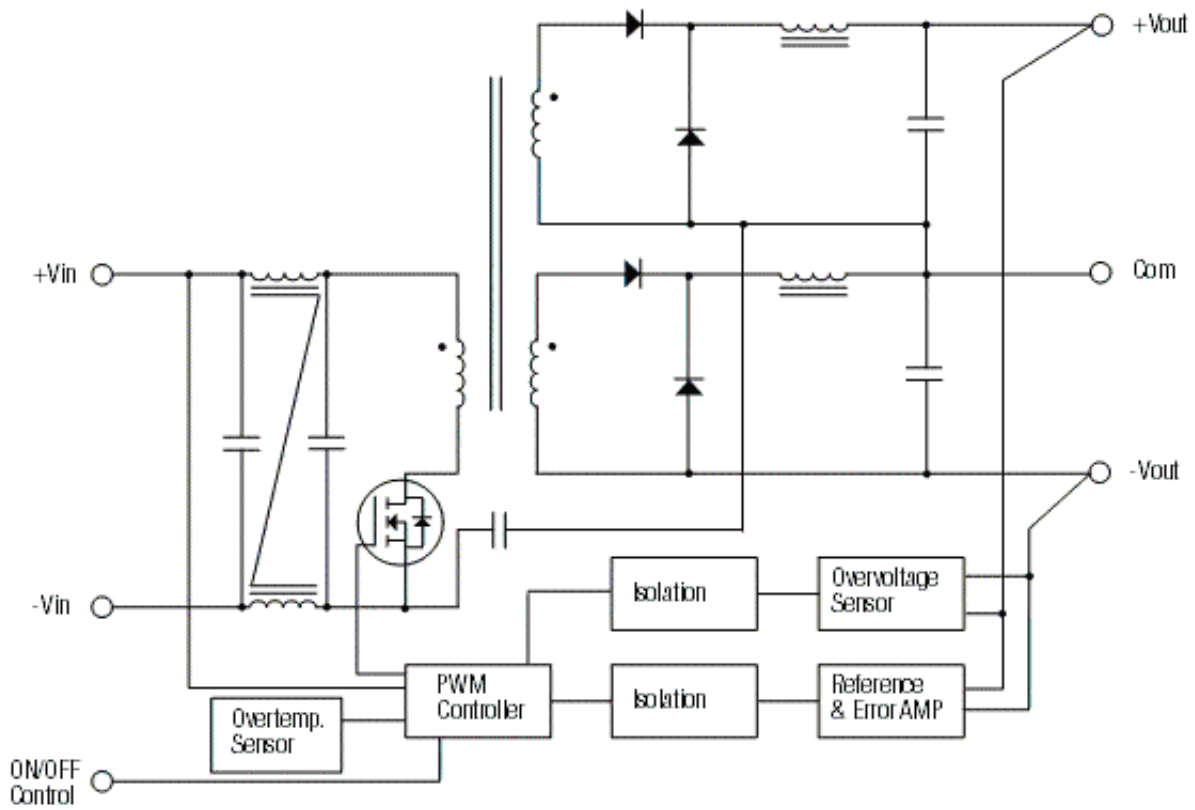 +Vout
+Vin
Com
-Vout
-Vin
Isolation
Overvoltage
Sensor
PWM
Controller
Isolation
Reference
& Error AMP
Overtemp.
Sensor
ON/OFF
Control